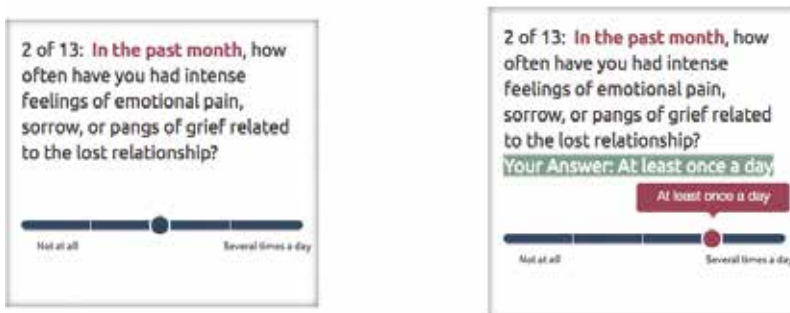 2 of 13: In the past month, how
often have you had intense
feelings of emotional pain,
sorrow, or pangs of grief related
to the lost relationship?
Not at all
Several times a day
2 of 13: In the past month, how
often have you had intense
feelings of emotional pain,
sorrow, or pangs of grief related
to the lost relationship?
Your Answer: At least once a day
At least once a day
Not at all
Several times a day